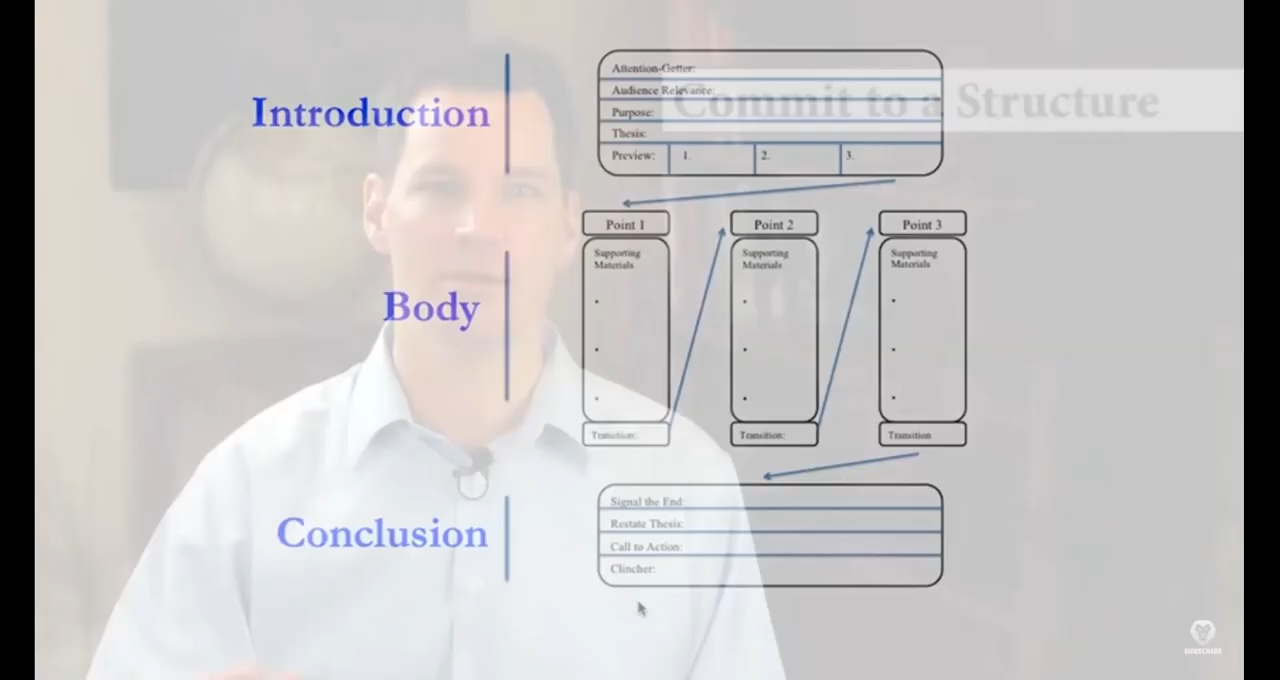 Commit to a Structure
Introduction
Attention-Getter:
Audience Relevance:
Purpose:
Thesis:
Preview: 1. 2. 3.
Body
Point 1
Supporting
Materials
Transition:
Point 2
Supporting
Materials
Transition:
Point 3
Supporting
Materials
Transition
Conclusion
Signal the End:
Restate Thesis:
Call to Action:
Clincher:
SUBSCRIBE